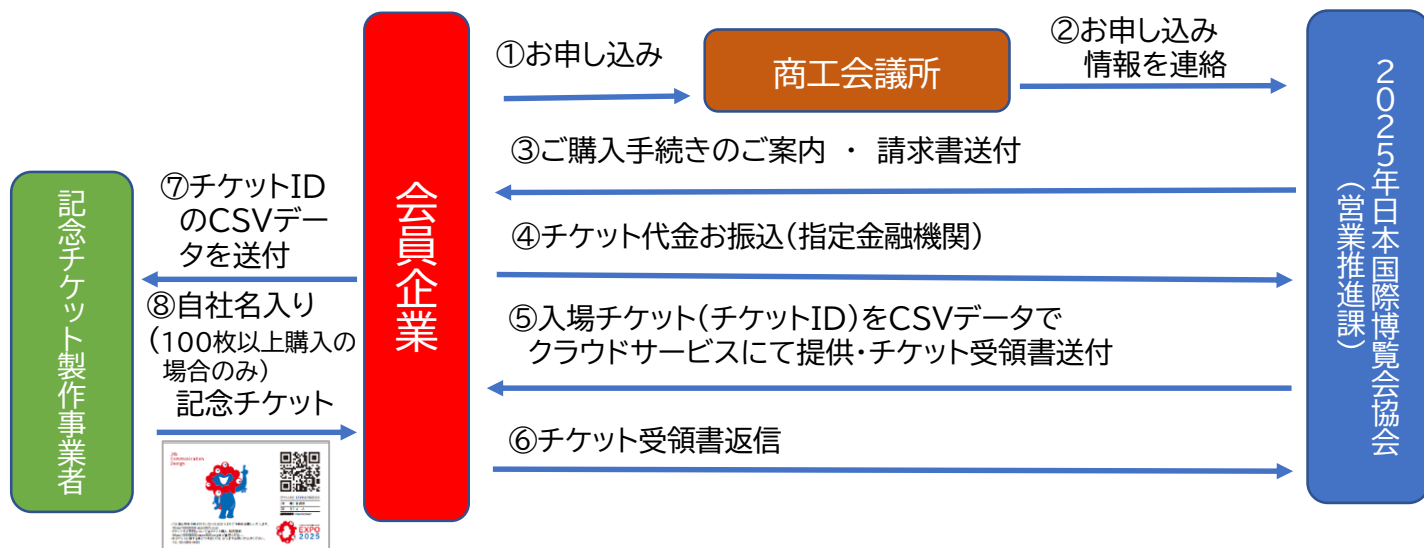 ①お申し込み
商工会議所
②お申し込み
情報を連絡
2025年日本国際博覧会協会
(営業推進課)
③ご購入手続きのご案内 ・ 請求書送付
会員企業
④チケット代金お振込(指定金融機関)
⑤入場チケット(チケットID)をCSVデータで
クラウドサービスにて提供・チケット受領書送付
⑥チケット受領書返信
⑦チケットID
のCSVデー
タを送付
記念チケット製作事業者
⑧自社名入り
(100枚以上購入の
場合のみ)
記念チケット
EXPO
2025